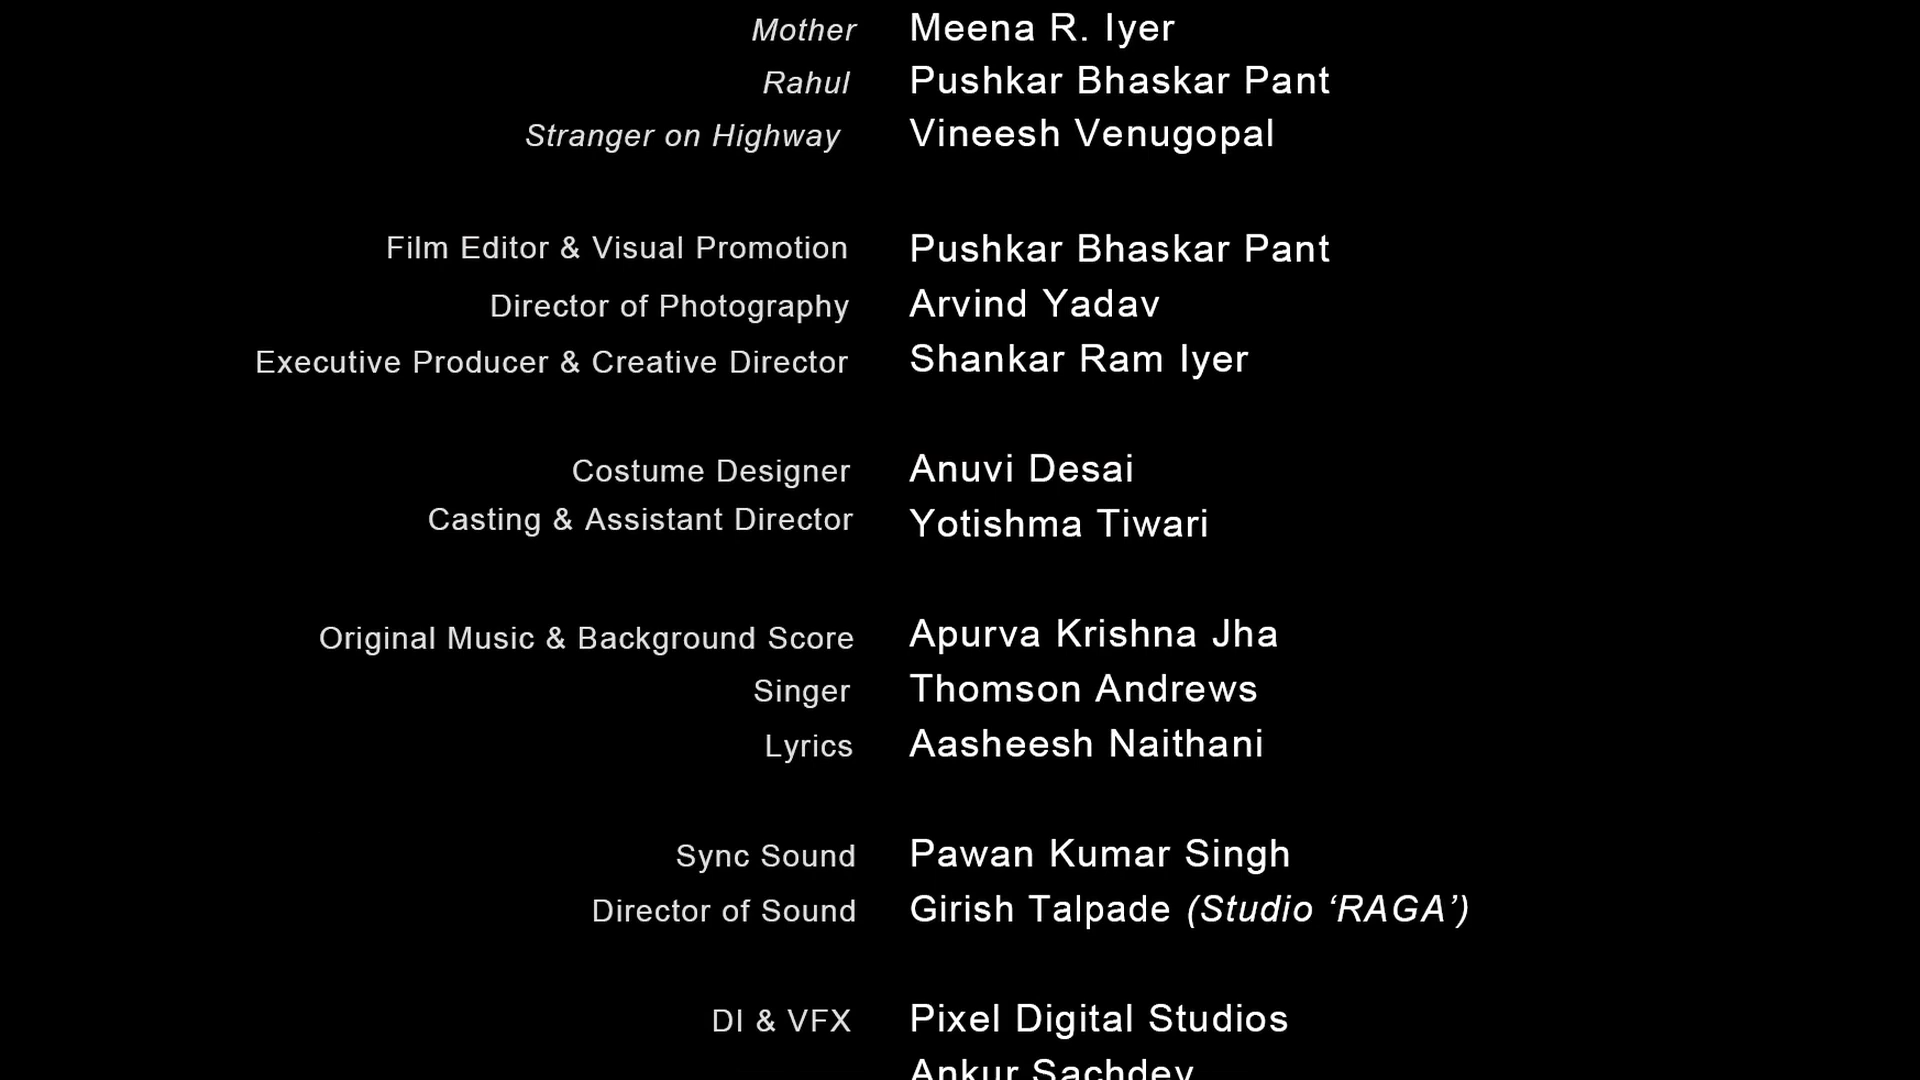 Mother Meena R. Iyer
Rahul Pushkar Bhaskar Pant
Stranger on Highway Vineesh Venugopal
Film Editor & Visual Promotion Pushkar Bhaskar Pant
Director of Photography Arvind Yadav
Executive Producer & Creative Director Shankar Ram Iyer
Costume Designer Anuvi Desai
Casting & Assistant Director Yotishma Tiwari
Original Music & Background Score Apurva Krishna Jha
Singer Thomson Andrews
Lyrics Aasheesh Naithani
Sync Sound Pawan Kumar Singh
Director of Sound Girish Talpade (Studio ‘RAGA’)
DI & VFX Pixel Digital Studios
Ankur Sachdev